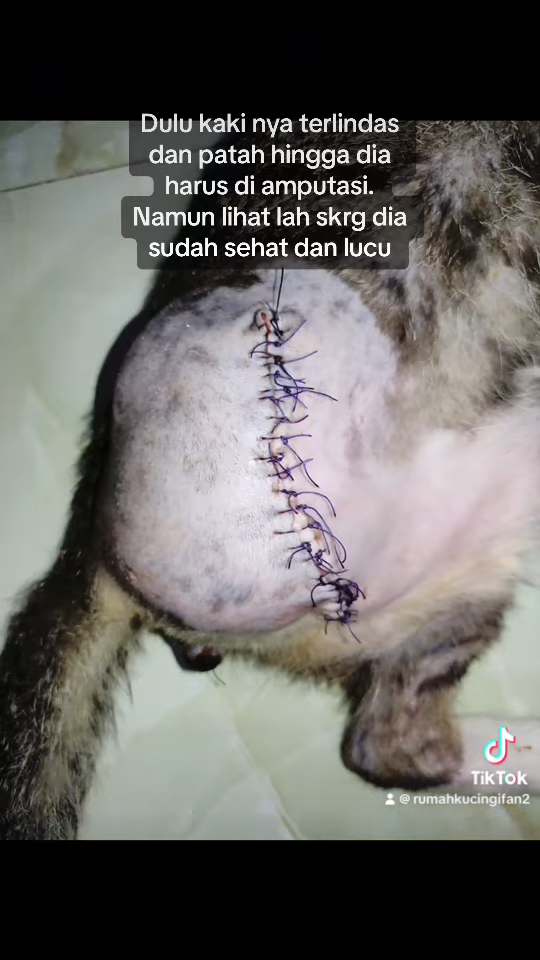 Dulu kaki nya terlindas
dan patah hingga dia
harus di amputasi.
Namun lihat lah skrg dia
sudah sehat dan lucu
TikTok
@ rumahkucingifan2